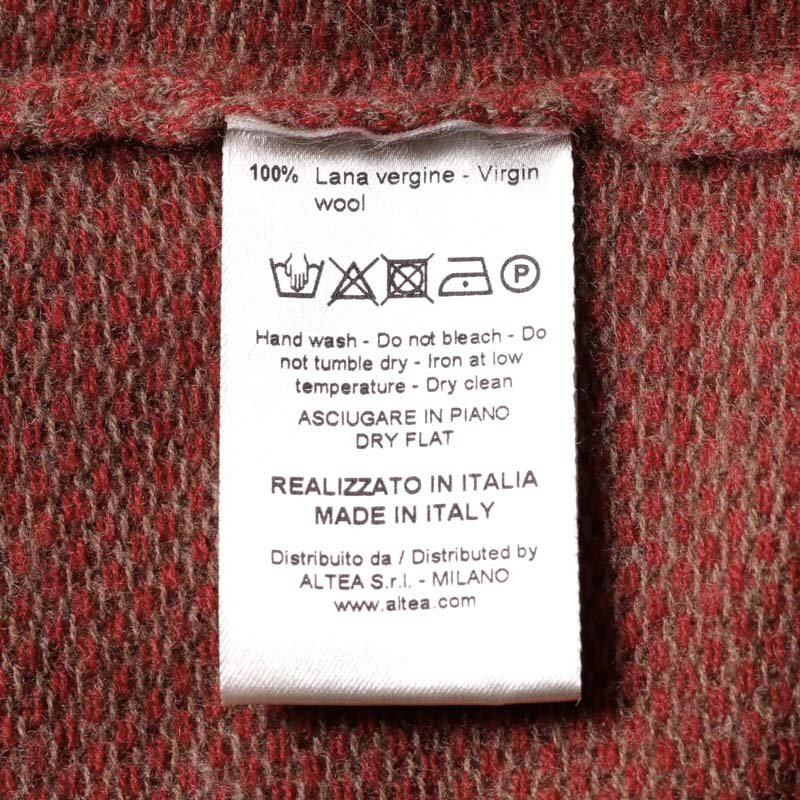 100% Lana vergine - Virgin
wool
P
Hand wash - Do not bleach - Do
not tumble dry - Iron at low
temperature - Dry clean
ASCIUGARE IN PIANO
DRY FLAT
REALIZZATO IN ITALIA
MADE IN ITALY
Distribuito da / Distributed by
ALTEA S.r.l. - MILANO
www.altea.com